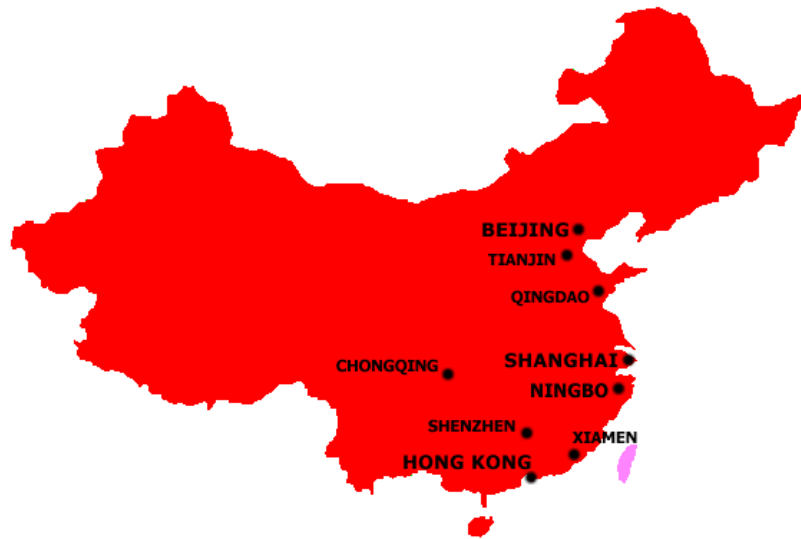 BEIJING
TIANJIN
QINGDAO
SHANGHAI
CHONGQING
NINGBO
SHENZHEN
XIAMEN
HONG KONG